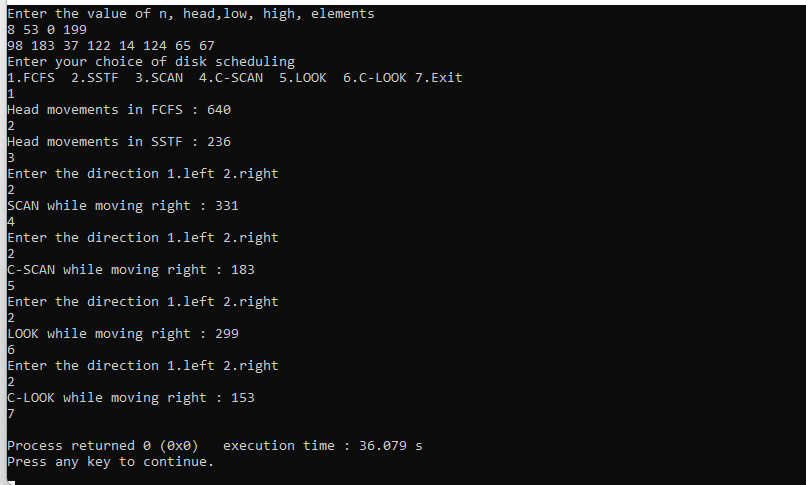 Enter the value of n, head,low, high, elements
8 53 0 199
98 183 37 122 14 124 65 67
Enter your choice of disk scheduling
1.FCFS  2.SSTF  3.SCAN  4.C-SCAN  5.LOOK  6.C-LOOK 7.Exit
1
Head movements in FCFS : 640
2
Head movements in SSTF : 236
3
Enter the direction 1.left 2.right
2
SCAN while moving right : 331
4
Enter the direction 1.left 2.right
2
C-SCAN while moving right : 183
5
Enter the direction 1.left 2.right
2
LOOK while moving right : 299
6
Enter the direction 1.left 2.right
2
C-LOOK while moving right : 153
7
Process returned 0 (0x0)   execution time : 36.079 s
Press any key to continue.